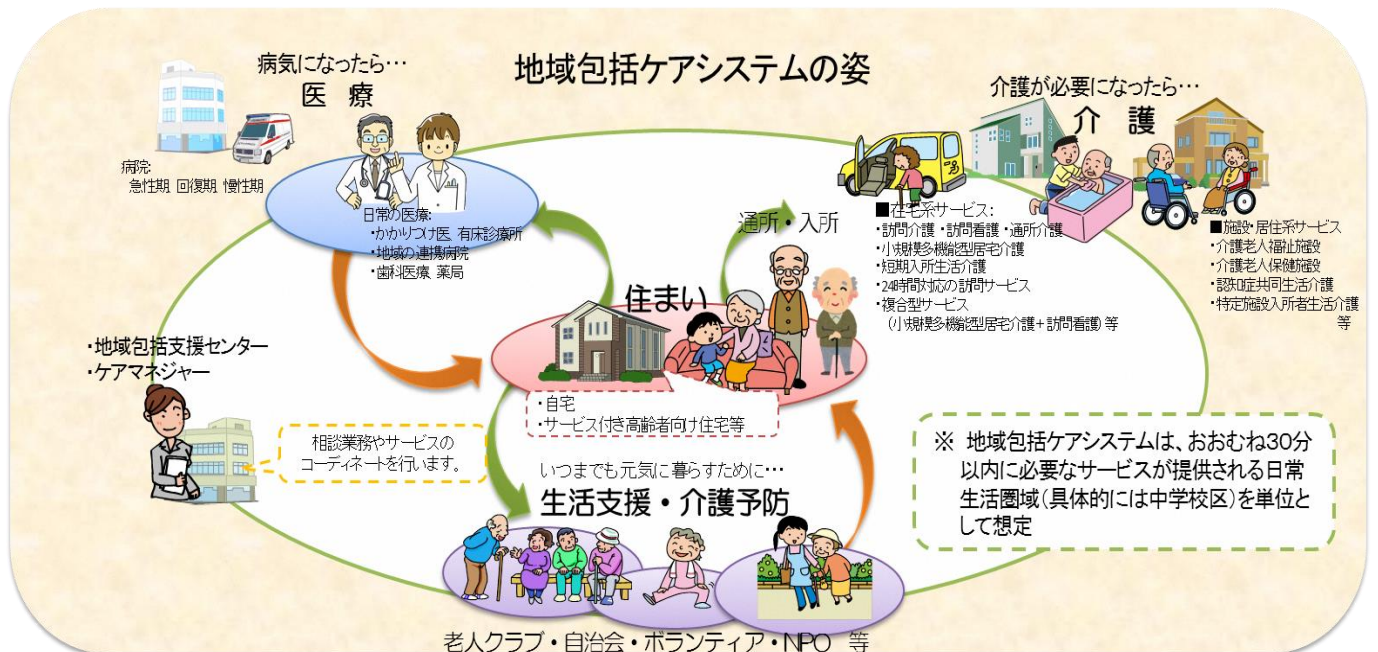 地域包括ケアシステムの姿
病気になったら…
医 療
病院:
急性期、回復期、慢性期
日常の医療:
・かかりつけ医、有床診療所
・地域の連携病院
・歯科医療、薬局
介護が必要になったら…
介 護
通所・入所
■在宅系サービス:
・訪問介護・訪問看護・通所介護
・小規模多機能型居宅介護
・短期入所生活介護
・24時間対応の訪問サービス
・複合型サービス
(小規模多機能型居宅介護+訪問看護)等
■施設・居住系サービス
・介護老人福祉施設
・介護老人保健施設
・認知症共同生活介護
・特定施設入所者生活介護
等
住まい
・自宅
・サービス付き高齢者向け住宅等
・地域包括支援センター
・ケアマネジャー
相談業務やサービスの
コーディネートを行います。
いつまでも元気に暮らすために…
生活支援・介護予防
老人クラブ・自治会・ボランティア・NPO 等
※ 地域包括ケアシステムは、おおむね30分
以内に必要なサービスが提供される日常
生活圏域(具体的には中学校区)を単位と
して想定